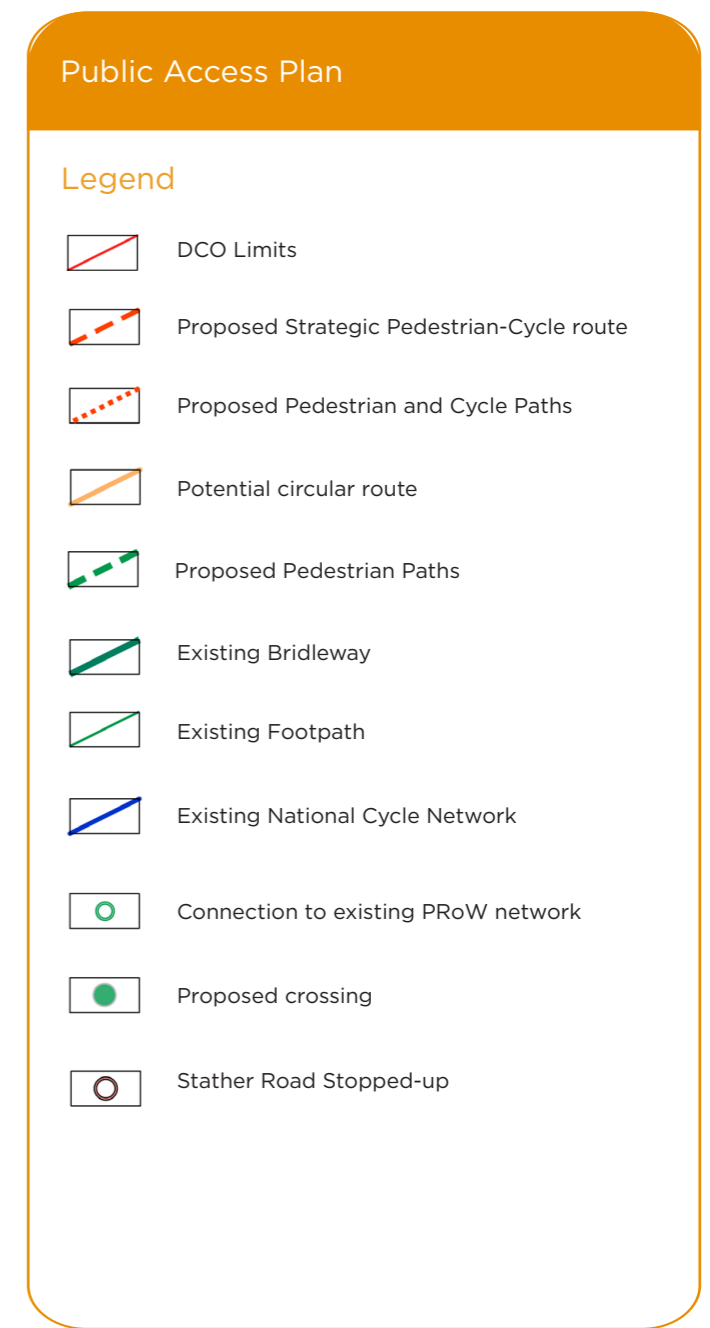 Public Access Plan
Legend
DCO Limits
Proposed Strategic Pedestrian-Cycle route
Proposed Pedestrian and Cycle Paths
Potential circular route
Proposed Pedestrian Paths
Existing Bridleway
Existing Footpath
Existing National Cycle Network
Connection to existing PRoW network
Proposed crossing
Stather Road Stopped-up